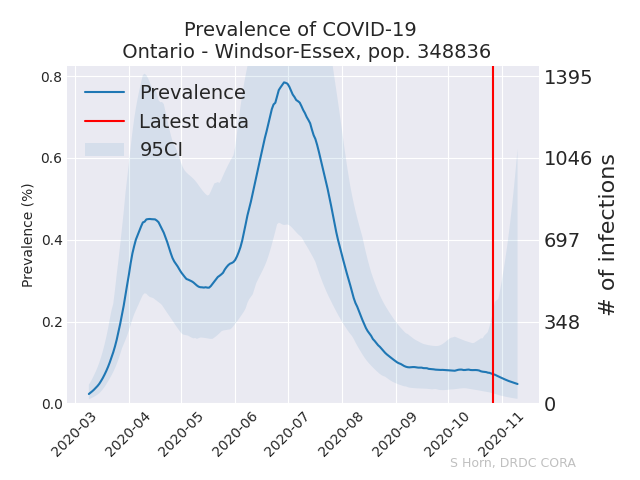 Prevalence of COVID-19
Ontario - Windsor-Essex, pop. 348836
Prevalence
Latest data
95CI
Prevalence (%)
0.8
0.6
0.4
0.2
0.0
1395
1046
697
348
0
# of infections
2020-03
2020-04
2020-05
2020-06
2020-07
2020-08
2020-09
2020-10
2020-11
S Horn, DRDC CORA